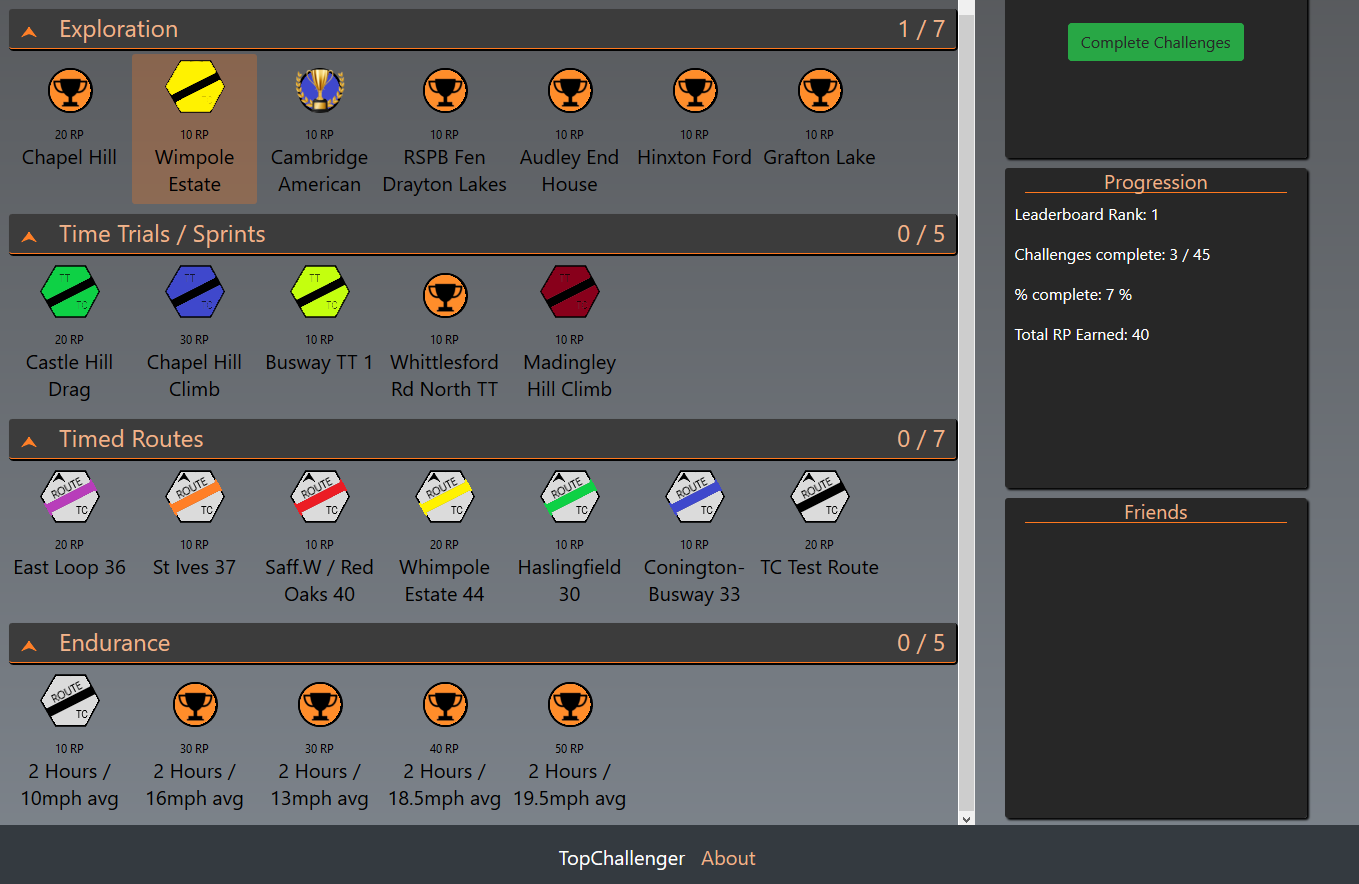 Exploration 1 / 7
20 RP 10 RP 10 RP 10 RP 10 RP 10 RP 10 RP
Chapel Hill Wimpole Cambridge RSPB Fen Audley End Hinxton Ford Grafton Lake
Estate American Drayton Lakes House
Time Trials / Sprints 0 / 5
TT TT TT TT
TC TC TC
20 RP 30 RP 10 RP 10 RP 10 RP
Castle Hill Chapel Hill Busway TT 1 Whittlesford Madingley
Drag Climb Rd North TT Hill Climb
Timed Routes 0 / 7
ROUTE ROUTE ROUTE ROUTE ROUTE ROUTE ROUTE
TC TC TC TC TC TC TC
20 RP 10 RP 10 RP 20 RP 10 RP 10 RP 20 RP
East Loop 36 St Ives 37 Saff.W / Red Whimpole Haslingfield Conington- TC Test Route
Oaks 40 Estate 44 30 Busway 33
Endurance 0 / 5
ROUTE
TC
10 RP 30 RP 30 RP 40 RP 50 RP
2 Hours / 2 Hours / 2 Hours / 2 Hours / 2 Hours /
10mph avg 16mph avg 13mph avg 18.5mph avg 19.5mph avg
Complete Challenges
Progression
Leaderboard Rank: 1
Challenges complete: 3 / 45
% complete: 7 %
Total RP Earned: 40
Friends
TopChallenger About